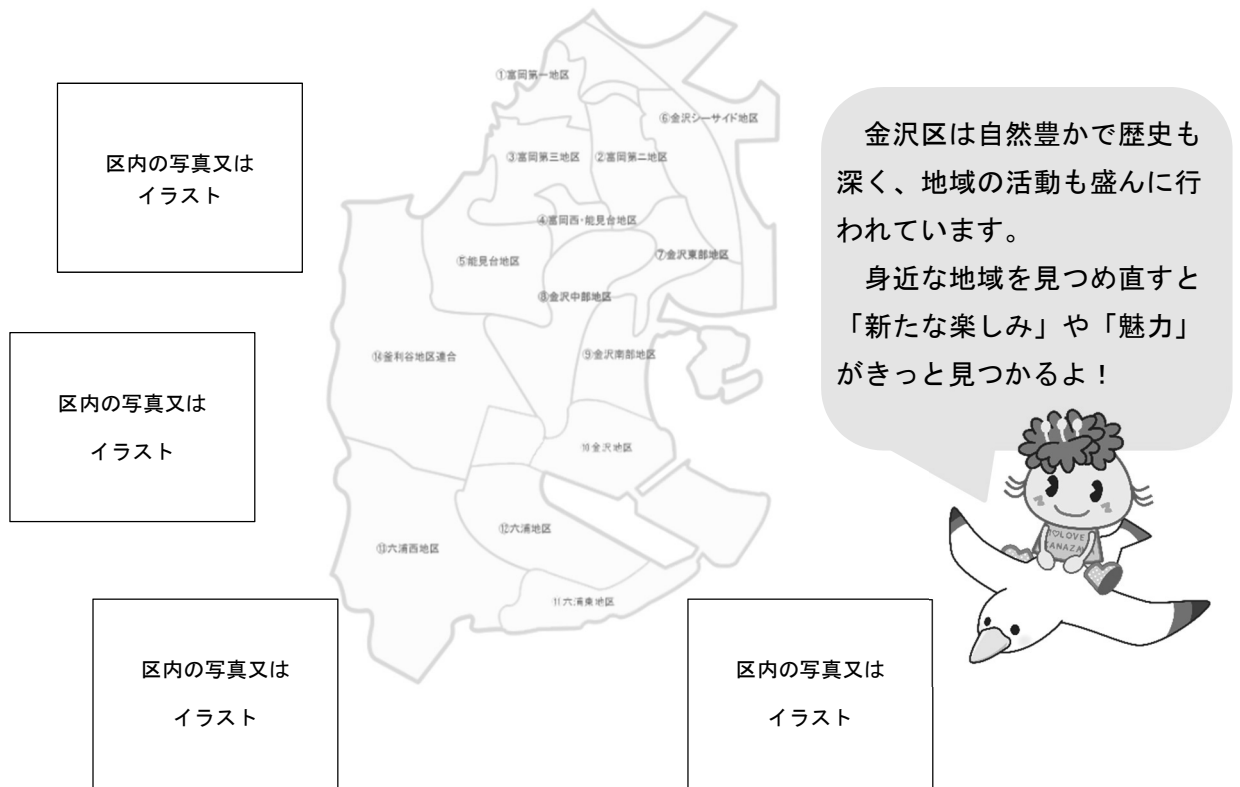 ①富岡第一地区
⑥金沢シーサイド地区
③富岡第三地区
②富岡第二地区
④富岡西・能見台地区
⑤能見台地区
⑦金沢東部地区
⑧金沢中部地区
⑭釜利谷地区連合
⑨金沢南部地区
⑩金沢地区
⑫六浦地区
⑬六浦西地区
⑪六浦東地区
区内の写真又は
イラスト
区内の写真又は
イラスト
区内の写真又は
イラスト
区内の写真又は
イラスト
金沢区は自然豊かで歴史も
深く、地域の活動も盛んに行
われています。
身近な地域を見つめ直すと
「新たな楽しみ」や「魅力」
がきっと見つかるよ！
I♡LOVE
KANAZAWA